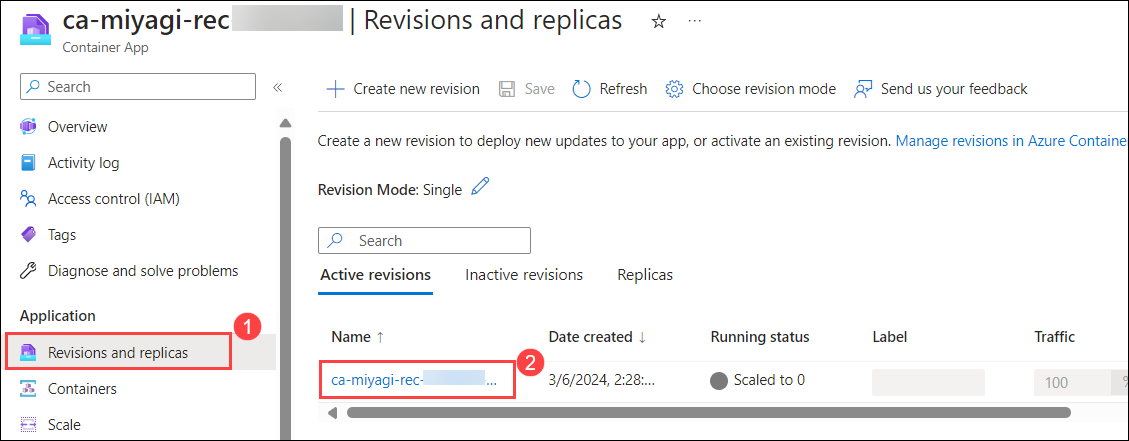 ca-miyagi-rec | Revisions and replicas ☆ ...
Container App
Search «
+ Create new revision Save Refresh Choose revision mode Send us your feedback
Overview
Activity log
Access control (IAM)
Tags
Diagnose and solve problems
Application
Revisions and replicas 1
Containers
Scale
Create a new revision to deploy new updates to your app, or activate an existing revision. Manage revisions in Azure Containe
Revision Mode: Single
Search
Active revisions Inactive revisions Replicas
Name ↑ Date created ↓ Running status Label Traffic
ca-miyagi-rec- ... 2 3/6/2024, 2:28:... Scaled to 0 100 %